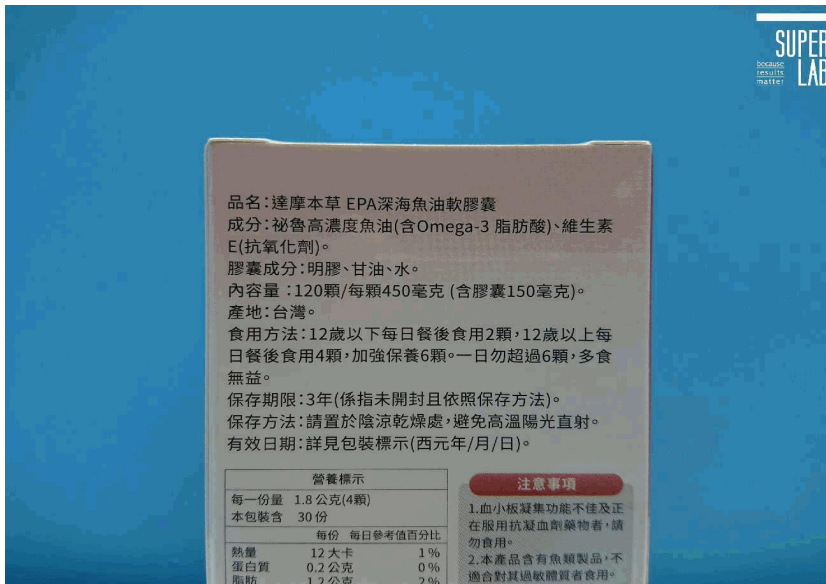 SUPER
LAB
because
results
matter
品名:達摩本草 EPA深海魚油軟膠囊
成分:祕魯高濃度魚油(含Omega-3 脂肪酸)、維生素
E(抗氧化劑)。
膠囊成分:明膠、甘油、水。
內容量:120顆/每顆450毫克 (含膠囊150毫克)。
產地:台灣。
食用方法:12歲以下每日餐後食用2顆,12歲以上每
日餐後食用4顆,加強保養6顆。一日勿超過6顆,多食
無益。
保存期限:3年(係指未開封且依照保存方法)。
保存方法:請置於陰涼乾燥處,避免高溫陽光直射。
有效日期:詳見包裝標示(西元年/月/日)。
營養標示
每一份量 1.8公克(4顆)
本包裝含 30份
每份 每日參考值百分比
熱量 12大卡 1%
蛋白質 0.2公克 0%
脂肪 1.2公克 2%
注意事項
1.血小板凝集功能不佳及正
在服用抗凝血劑藥物者,請
勿食用。
2.本產品含有魚類製品,不
適合對其過敏體質者食用。